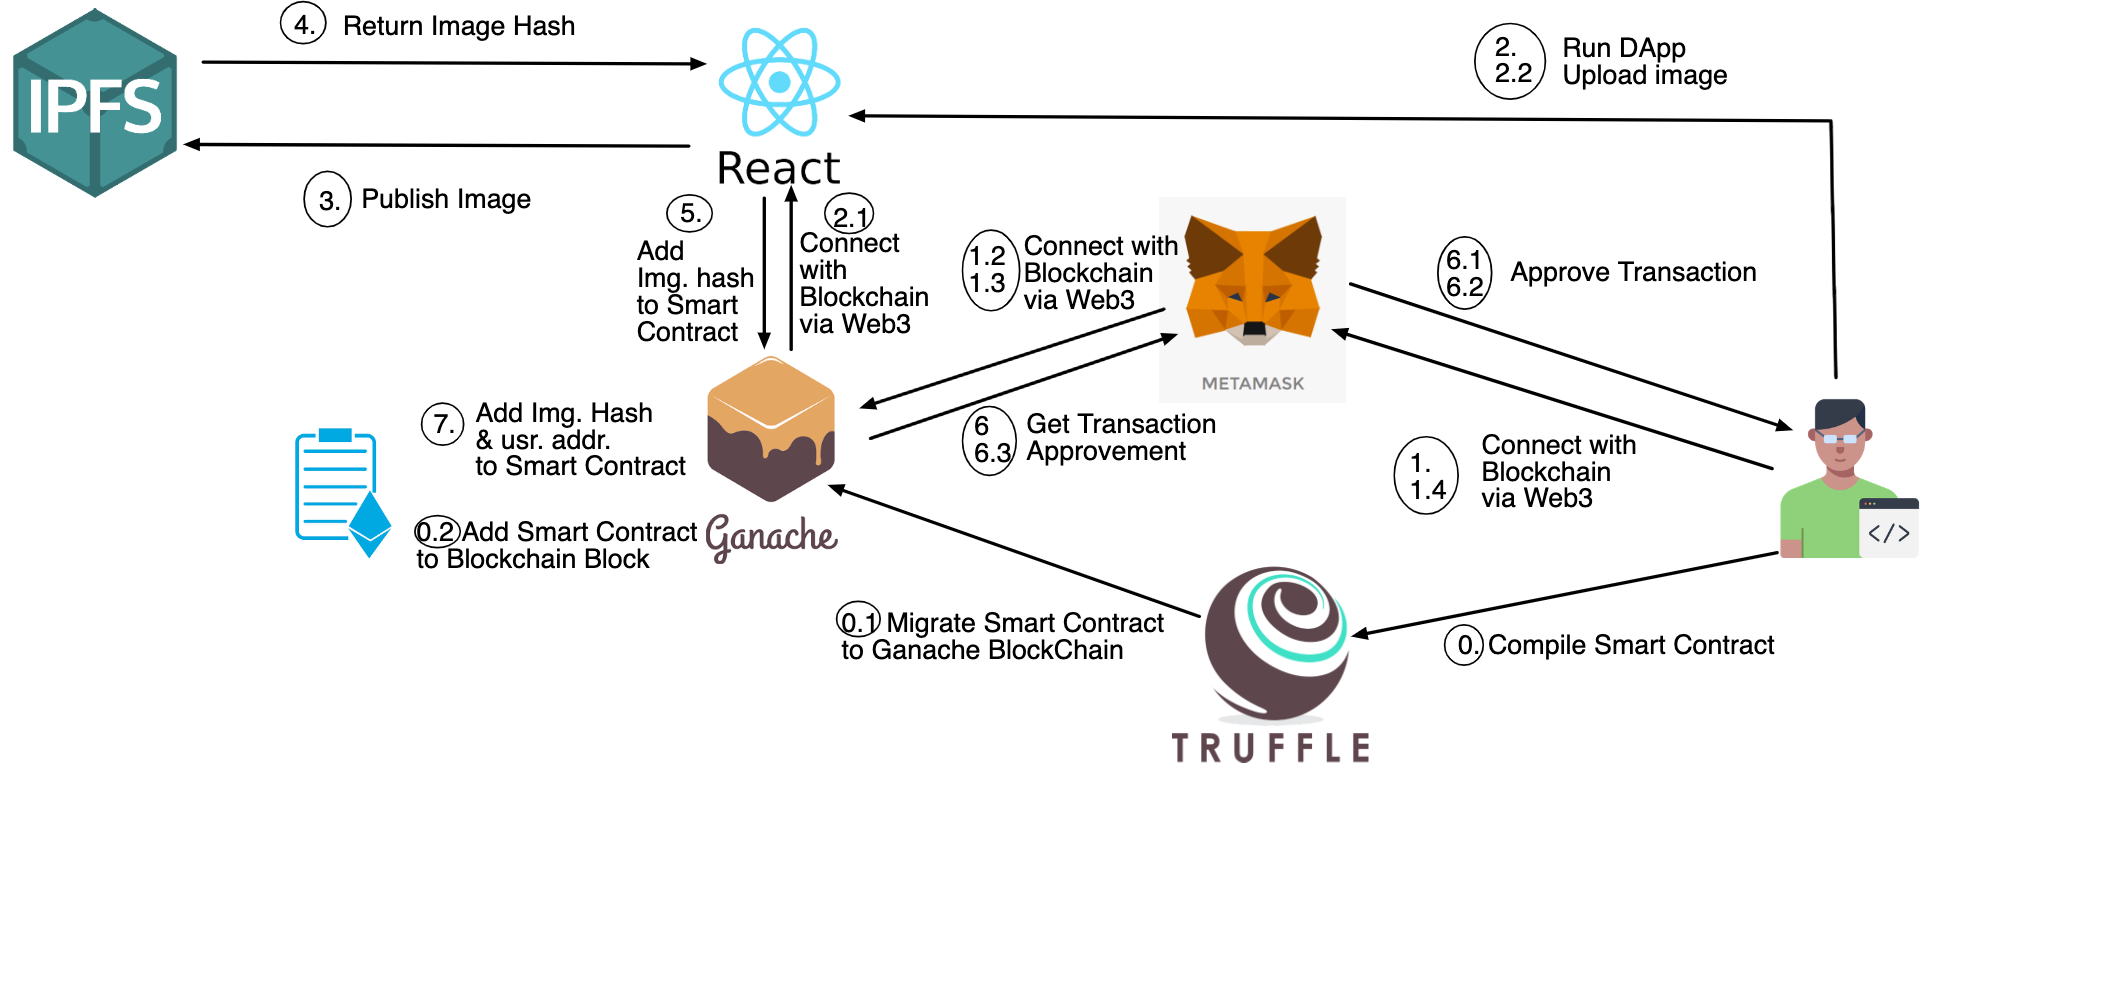 4. Return Image Hash
IPFS
3. Publish Image
React
2.
2.2
Run DApp
Upload image
5.
Add
Img. hash
to Smart
Contract
2.1
Connect
with
Blockchain
via Web3
1.2
1.3
Connect with
Blockchain
via Web3
METAMASK
6.1
6.2
Approve Transaction
7.
Add Img. Hash
& usr. addr.
to Smart Contract
6
6.3
Get Transaction
Approvement
1.
1.4
Connect with
Blockchain
via Web3
0.2 Add Smart Contract
to Blockchain Block
Ganache
</>
0.1 Migrate Smart Contract
to Ganache BlockChain
0. Compile Smart Contract
TRUFFLE